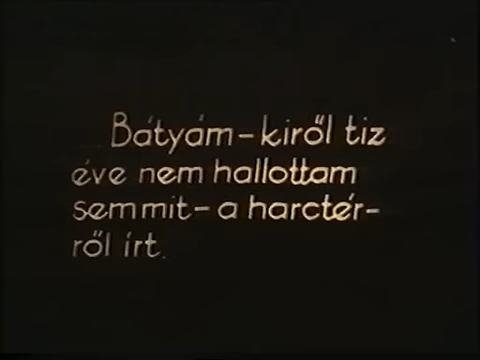 Bátyám-kiről tiz
éve nem hallottam
semmit-a harctér-
ről írt.